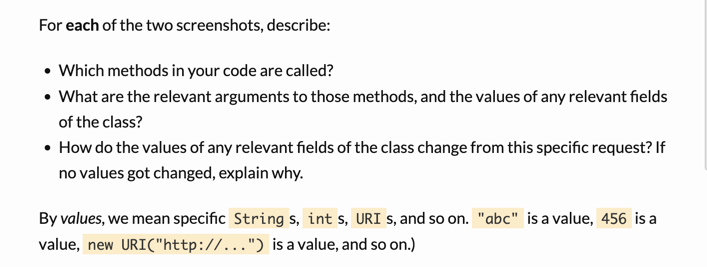 For each of the two screenshots, describe:
• Which methods in your code are called?
• What are the relevant arguments to those methods, and the values of any relevant fields
of the class?
• How do the values of any relevant fields of the class change from this specific request? If
no values got changed, explain why.
By values, we mean specific String s, int s, URI s, and so on. "abc" is a value, 456 is a
value, new URI("http://...") is a value, and so on.)